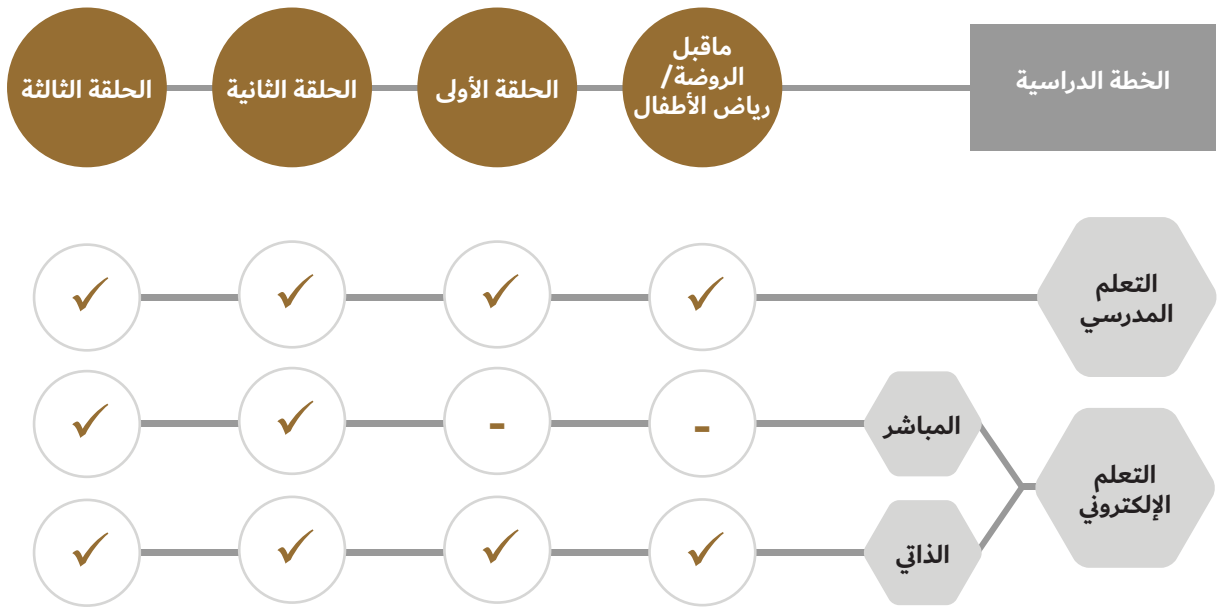 الخطة الدراسية
ماقبل
الروضة/
رياض الأطفال
الحلقة الأولى
الحلقة الثانية
الحلقة الثالثة
التعلم
المدرسي
✓ ✓ ✓ ✓
التعلم
الإلكتروني
المباشر
- - ✓ ✓
الذاتي
✓ ✓ ✓ ✓